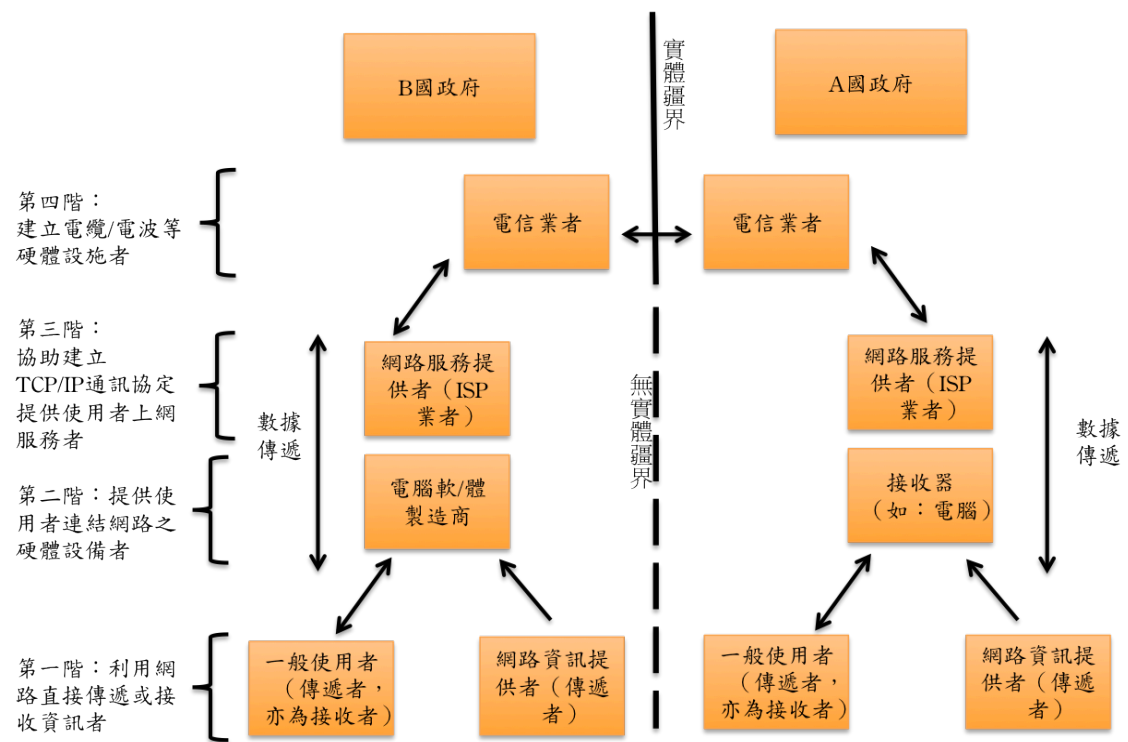 B國政府
實體疆界
A國政府
第四階：
建立電纜/電波等
硬體設施者
電信業者
電信業者
第三階：
協助建立
TCP/IP通訊協定
提供使用者上網
服務者
網路服務提
供者（ISP
業者）
網路服務提
供者（ISP
業者）
無實體疆界
數據
傳遞
數據
傳遞
第二階：提供使
用者連結網路之
硬體設備者
電腦軟/體
製造商
接收器
（如：電腦）
第一階：利用網
路直接傳遞或接
收資訊者
一般使用者
（傳遞者，
亦為接收者）
網路資訊提
供者（傳遞
者）
一般使用者
（傳遞者，
亦為接收者）
網路資訊提
供者（傳遞
者）